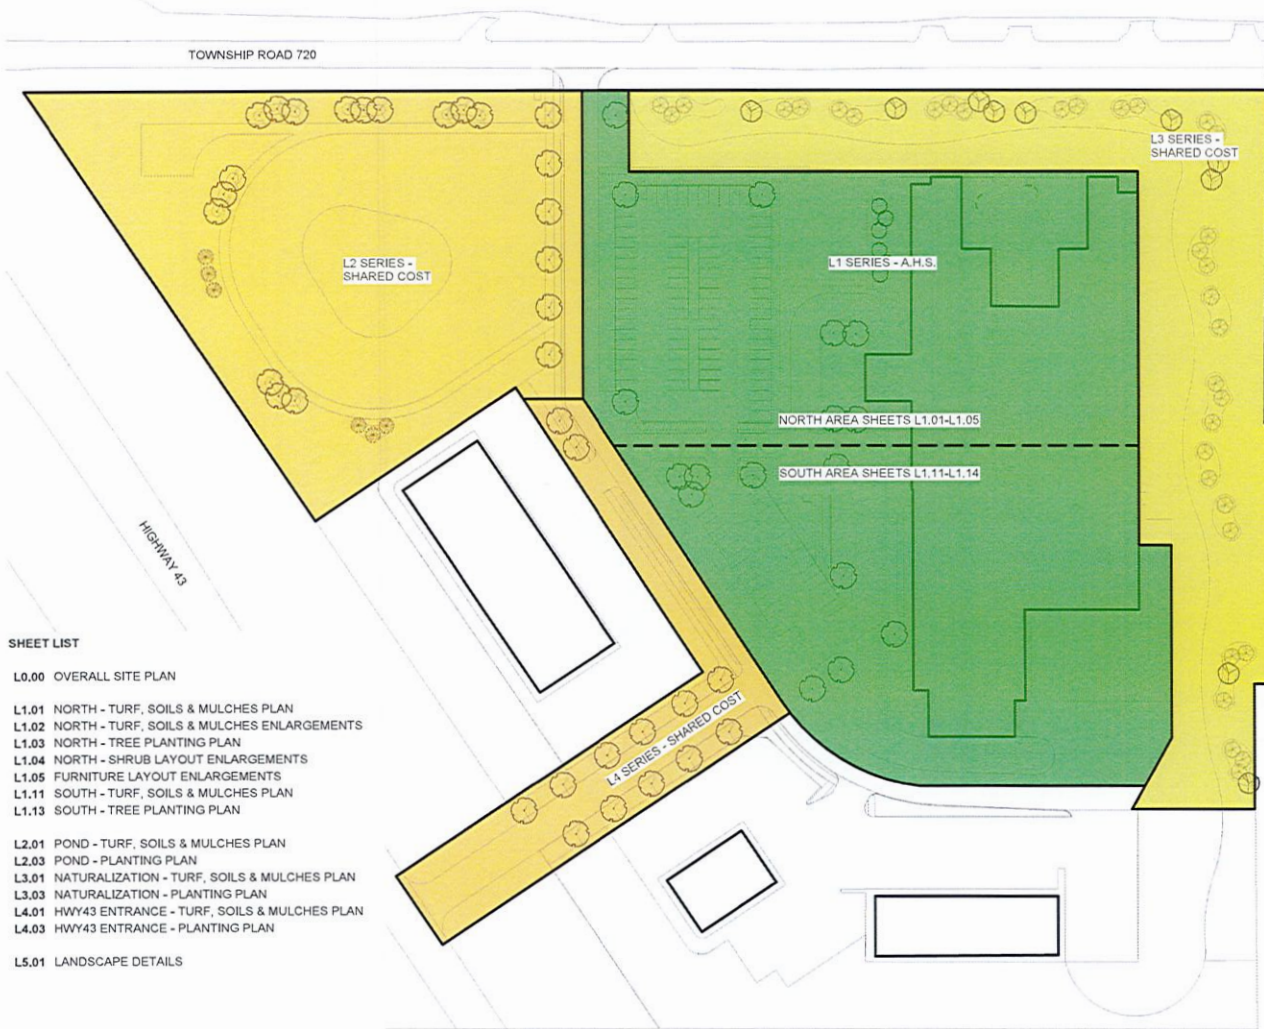 TOWNSHIP ROAD 720
L3 SERIES -
SHARED COST
L2 SERIES -
SHARED COST
L1 SERIES - A.H.S.
NORTH AREA SHEETS L1.01-L1.05
SOUTH AREA SHEETS L1.11-L1.14
HIGHWAY 43
L4 SERIES - SHARED COST
SHEET LIST
L0.00 OVERALL SITE PLAN
L1.01 NORTH - TURF, SOILS & MULCHES PLAN
L1.02 NORTH - TURF, SOILS & MULCHES ENLARGEMENTS
L1.03 NORTH - TREE PLANTING PLAN
L1.04 NORTH - SHRUB LAYOUT ENLARGEMENTS
L1.05 FURNITURE LAYOUT ENLARGEMENTS
L1.11 SOUTH - TURF, SOILS & MULCHES PLAN
L1.13 SOUTH - TREE PLANTING PLAN
L2.01 POND - TURF, SOILS & MULCHES PLAN
L2.03 POND - PLANTING PLAN
L3.01 NATURALIZATION - TURF, SOILS & MULCHES PLAN
L3.03 NATURALIZATION - PLANTING PLAN
L4.01 HWY43 ENTRANCE - TURF, SOILS & MULCHES PLAN
L4.03 HWY43 ENTRANCE - PLANTING PLAN
L5.01 LANDSCAPE DETAILS